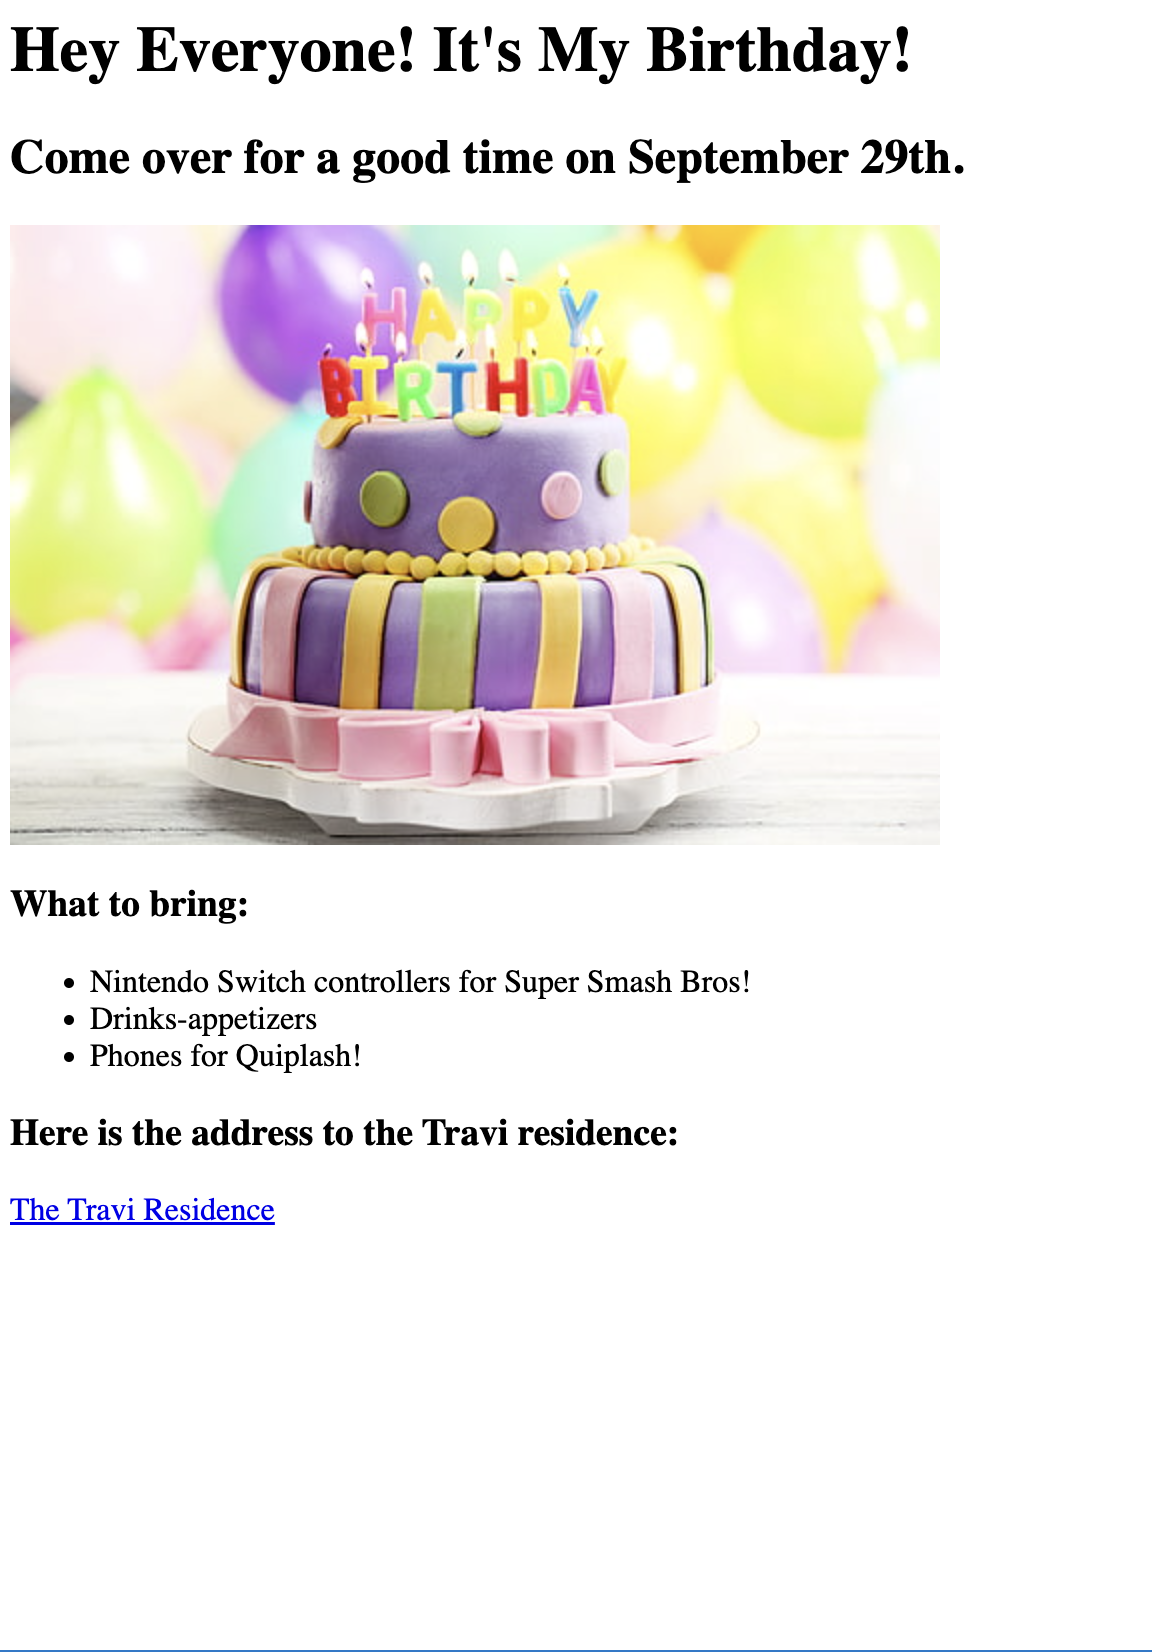 Hey Everyone! It's My Birthday!
Come over for a good time on September 29th.
HAPPY
BIRTHDAY
What to bring:
Nintendo Switch controllers for Super Smash Bros!
Drinks-appetizers
Phones for Quiplash!
Here is the address to the Travi residence:
The Travi Residence